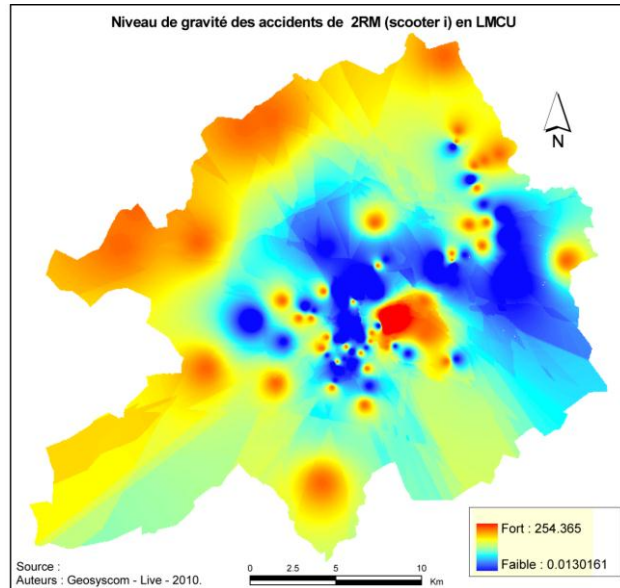 Niveau de gravité des accidents de 2RM (scooter i) en LMCU
N
Fort : 254.365
Faible : 0.0130161
Source :
Auteurs : Geosyscom - Live - 2010.
0 2.5 5 10
Km